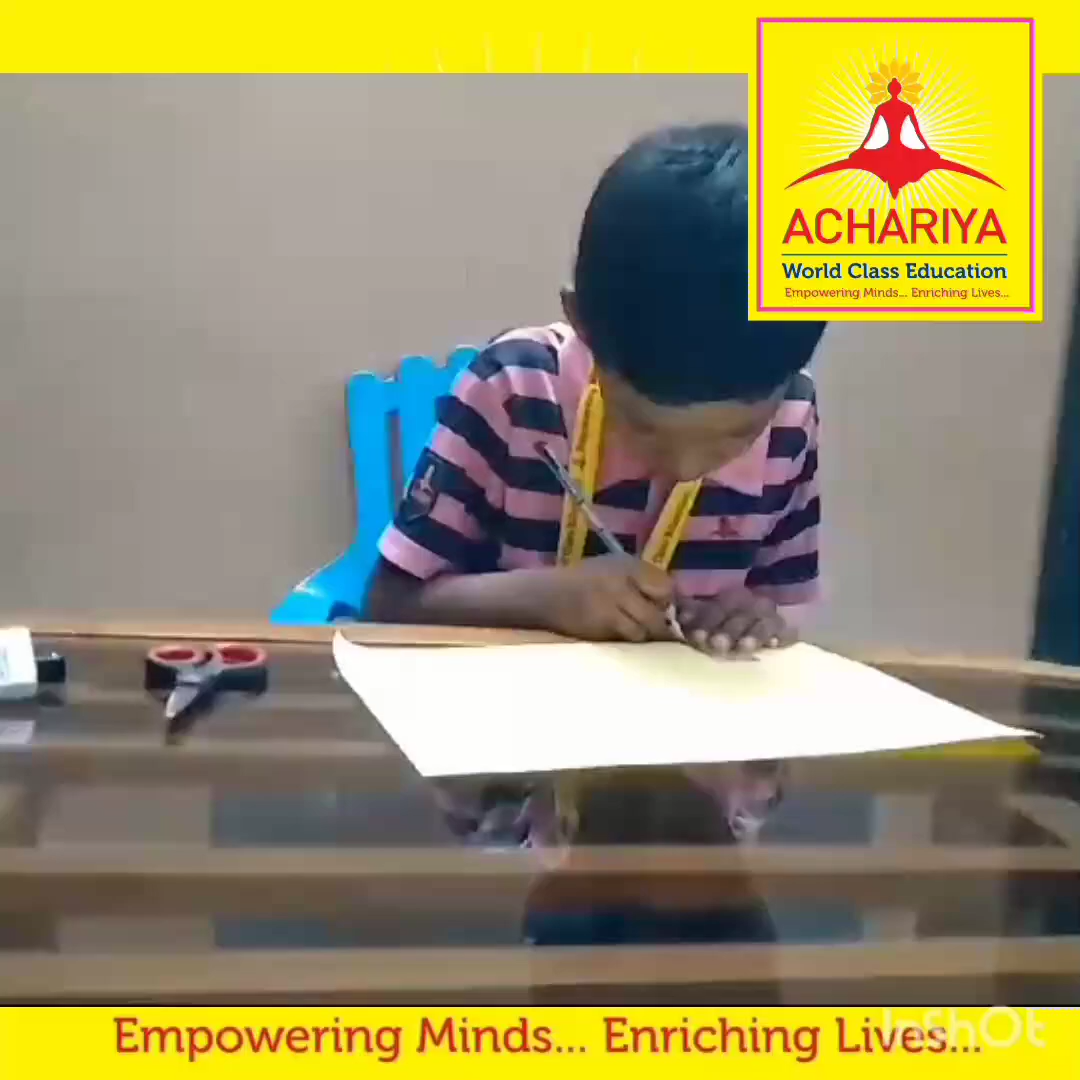 ACHARIYA
World Class Education
Empowering Minds... Enriching Lives...
Empowering Minds... Enriching Lives...
InShOt